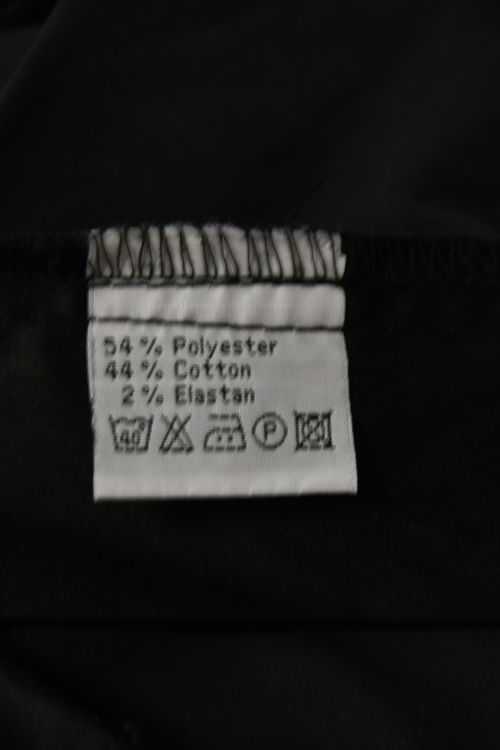 54 % Polyester
44 % Cotton
2 % Elastan
40° P